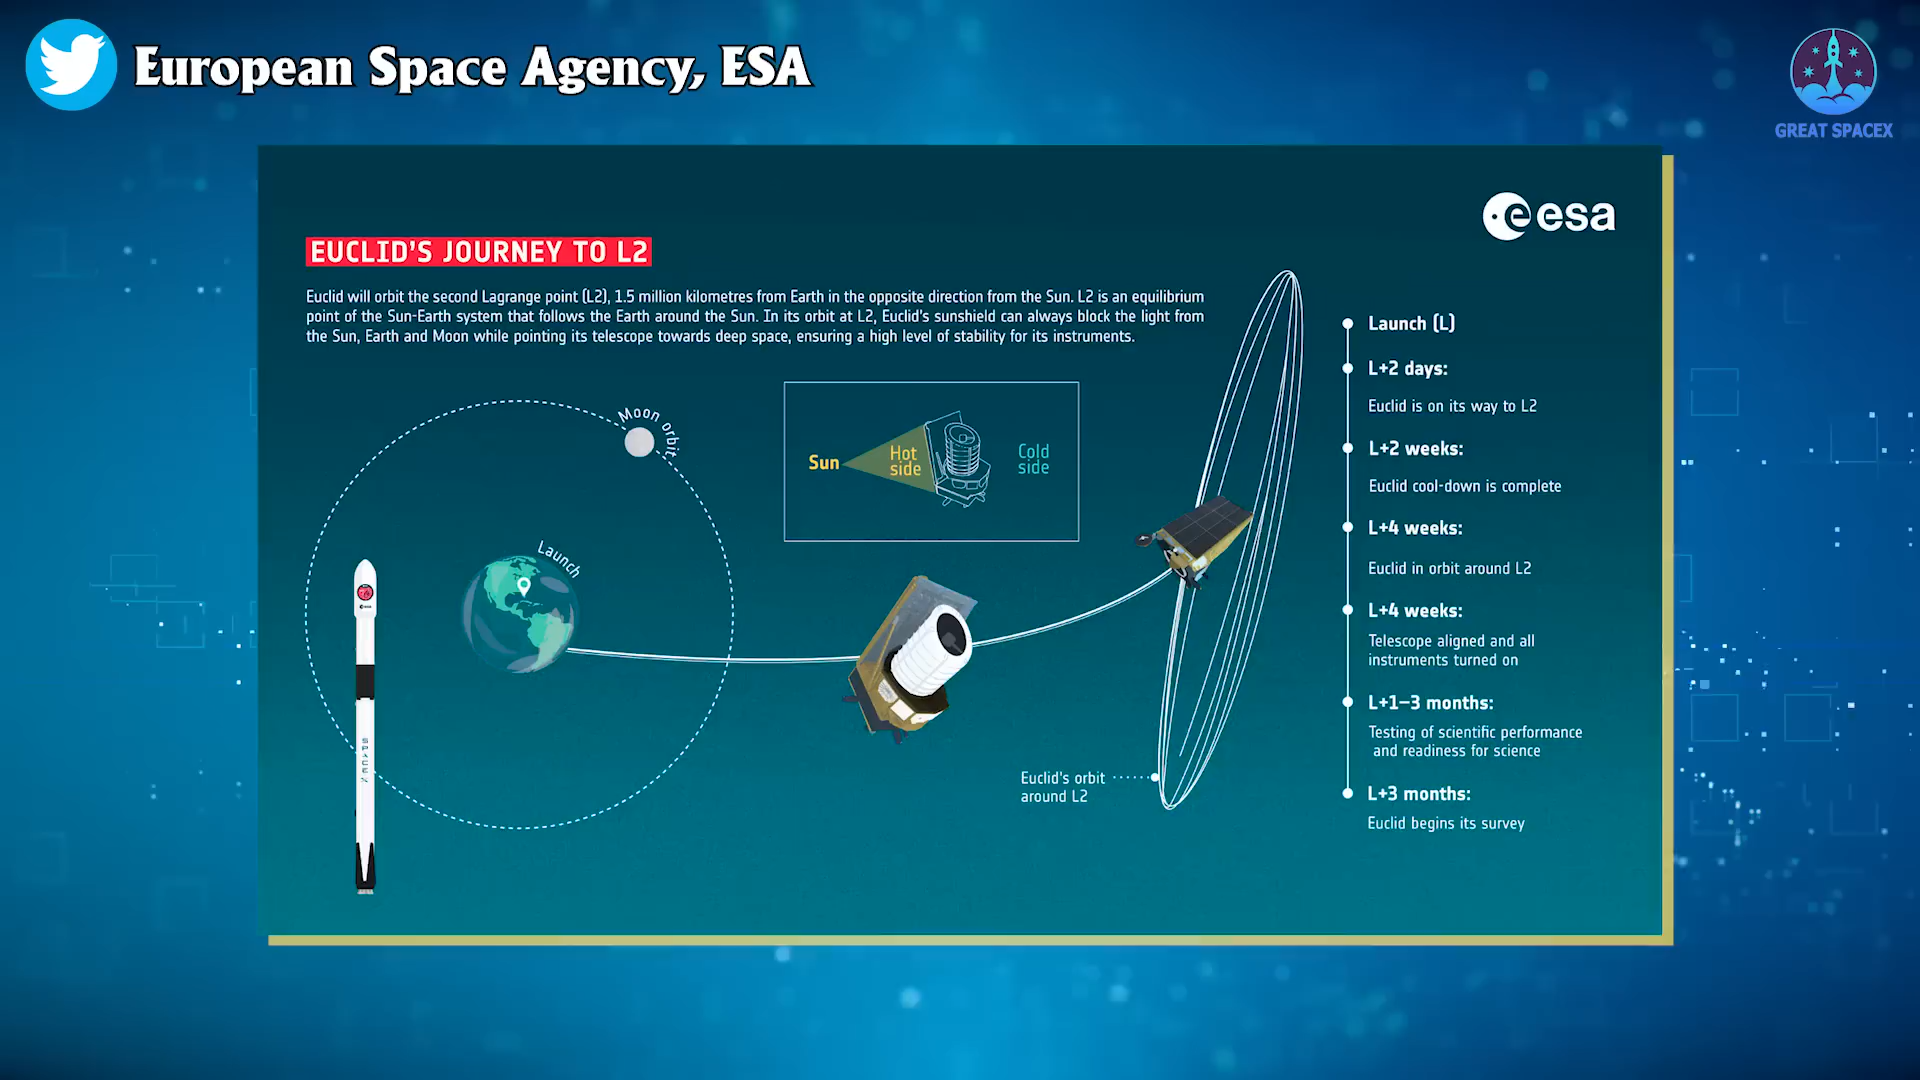 European Space Agency, ESA
GREAT SPACEX
esa
EUCLID'S JOURNEY TO L2
Euclid will orbit the second Lagrange point (L2), 1.5 million kilometres from Earth in the opposite direction from the Sun. L2 is an equilibrium
point of the Sun-Earth system that follows the Earth around the Sun. In its orbit at L2, Euclid's sunshield can always block the light from
the Sun, Earth and Moon while pointing its telescope towards deep space, ensuring a high level of stability for its instruments.
Moon orbit
Launch
Sun
Hot
side
Cold
side
SPACEX
Euclid's orbit
around L2
Launch (L)
L+2 days:
Euclid is on its way to L2
L+2 weeks:
Euclid cool-down is complete
L+4 weeks:
Euclid in orbit around L2
L+4 weeks:
Telescope aligned and all
instruments turned on
L+1–3 months:
Testing of scientific performance
and readiness for science
L+3 months:
Euclid begins its survey